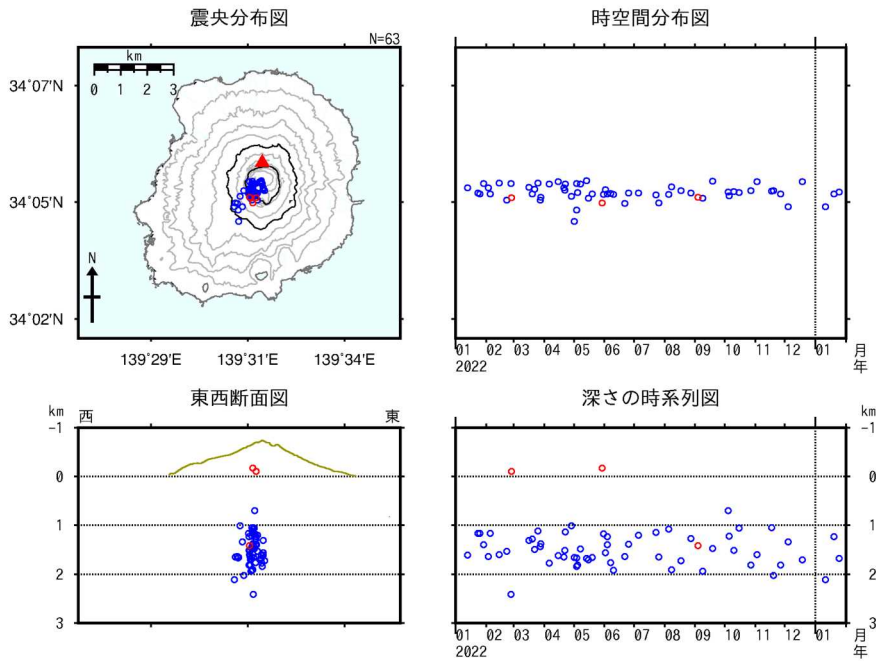 震央分布図
N=63
km
0 1 2 3
34°07'N
34°05'N
34°02'N
N
139°29'E 139°31'E 139°34'E
時空間分布図
01 02 03 04 05 06 07 08 09 10 11 12 01 月
2022 年
東西断面図
km 西 東
-1
0
1
2
3
深さの時系列図
km
-1
0
1
2
3
01 02 03 04 05 06 07 08 09 10 11 12 01 月
2022 年